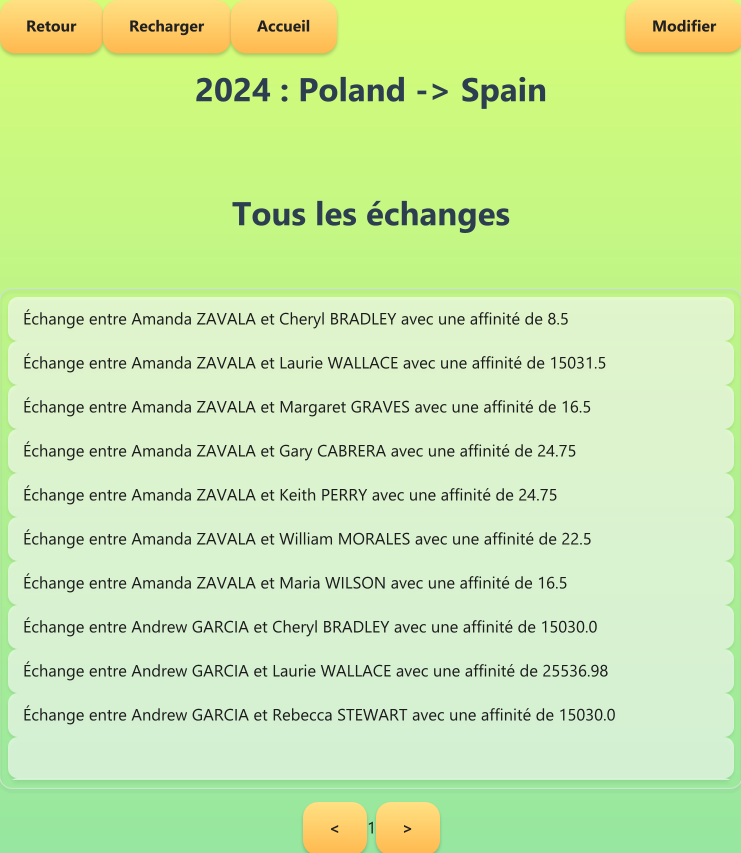 Retour Recharger Accueil Modifier
2024 : Poland -> Spain
Tous les échanges
Échange entre Amanda ZAVALA et Cheryl BRADLEY avec une affinité de 8.5
Échange entre Amanda ZAVALA et Laurie WALLACE avec une affinité de 15031.5
Échange entre Amanda ZAVALA et Margaret GRAVES avec une affinité de 16.5
Échange entre Amanda ZAVALA et Gary CABRERA avec une affinité de 24.75
Échange entre Amanda ZAVALA et Keith PERRY avec une affinité de 24.75
Échange entre Amanda ZAVALA et William MORALES avec une affinité de 22.5
Échange entre Amanda ZAVALA et Maria WILSON avec une affinité de 16.5
Échange entre Andrew GARCIA et Cheryl BRADLEY avec une affinité de 15030.0
Échange entre Andrew GARCIA et Laurie WALLACE avec une affinité de 25536.98
Échange entre Andrew GARCIA et Rebecca STEWART avec une affinité de 15030.0
< 1 >